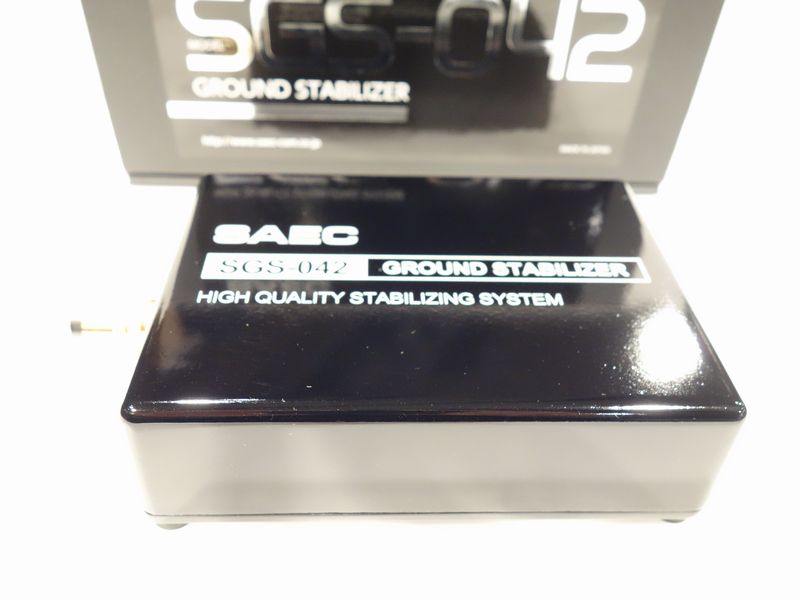 SGS-042
GROUND STABILIZER
SAEC
SGS-042 GROUND STABILIZER
HIGH QUALITY STABILIZING SYSTEM